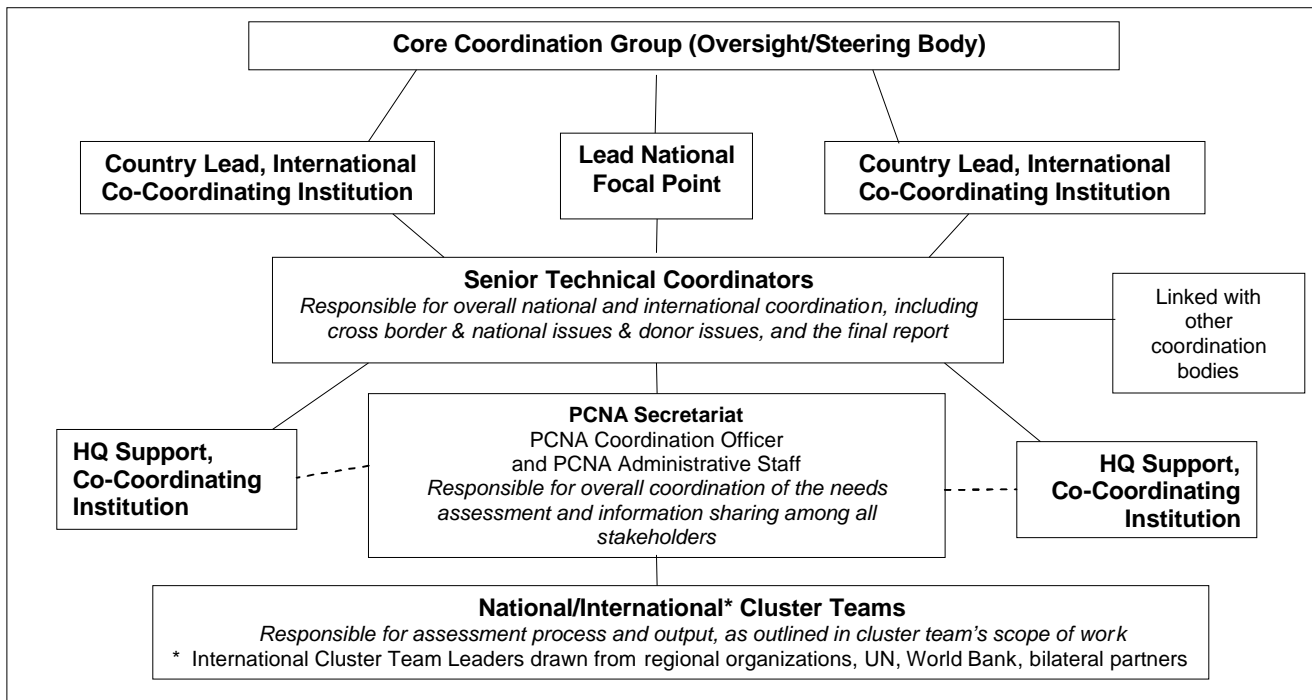 Core Coordination Group (Oversight/Steering Body)
Country Lead, International
Co-Coordinating Institution
Lead National
Focal Point
Country Lead, International
Co-Coordinating Institution
Senior Technical Coordinators
Responsible for overall national and international coordination, including
cross border & national issues & donor issues, and the final report
Linked with
other
coordination
bodies
HQ Support,
Co-Coordinating
Institution
PCNA Secretariat
PCNA Coordination Officer
and PCNA Administrative Staff
Responsible for overall coordination of the needs
assessment and information sharing among all
stakeholders
HQ Support,
Co-Coordinating
Institution
National/International* Cluster Teams
Responsible for assessment process and output, as outlined in cluster team's scope of work
* International Cluster Team Leaders drawn from regional organizations, UN, World Bank, bilateral partners